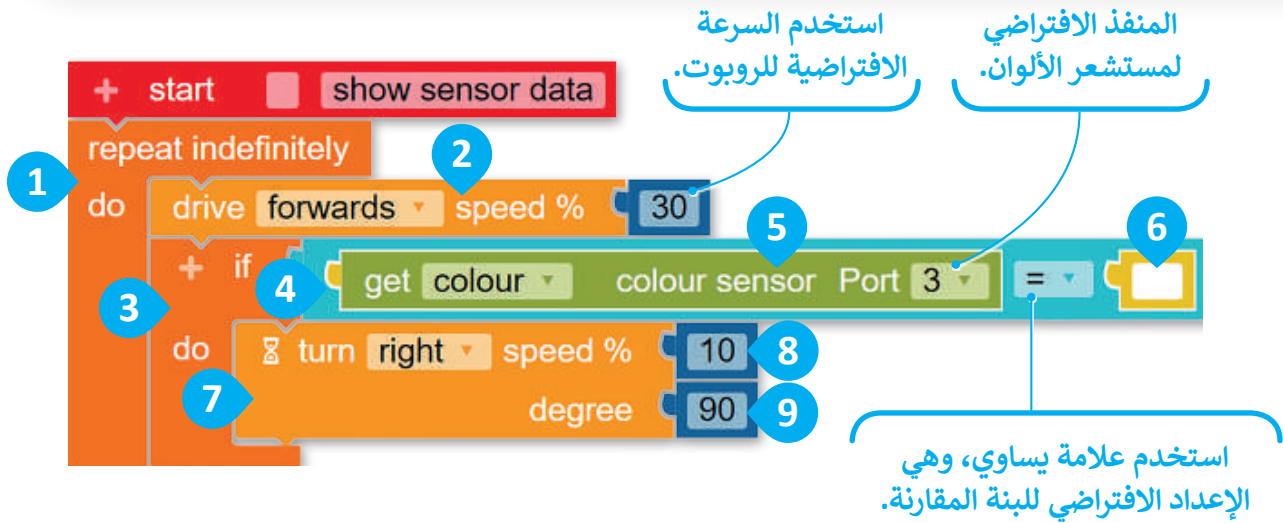 استخدم السرعة
الافتراضية للروبوت.
المنفذ الافتراضي
لمستشعر الألوان.
+ start show sensor data
repeat indefinitely
1
2
do drive forwards speed % 30
5
6
+ if 4 get colour colour sensor Port 3 =
3
do turn right speed % 10 8
7
degree 90 9
استخدم علامة يساوي، وهي
الإعداد الافتراضي للبنة المقارنة.